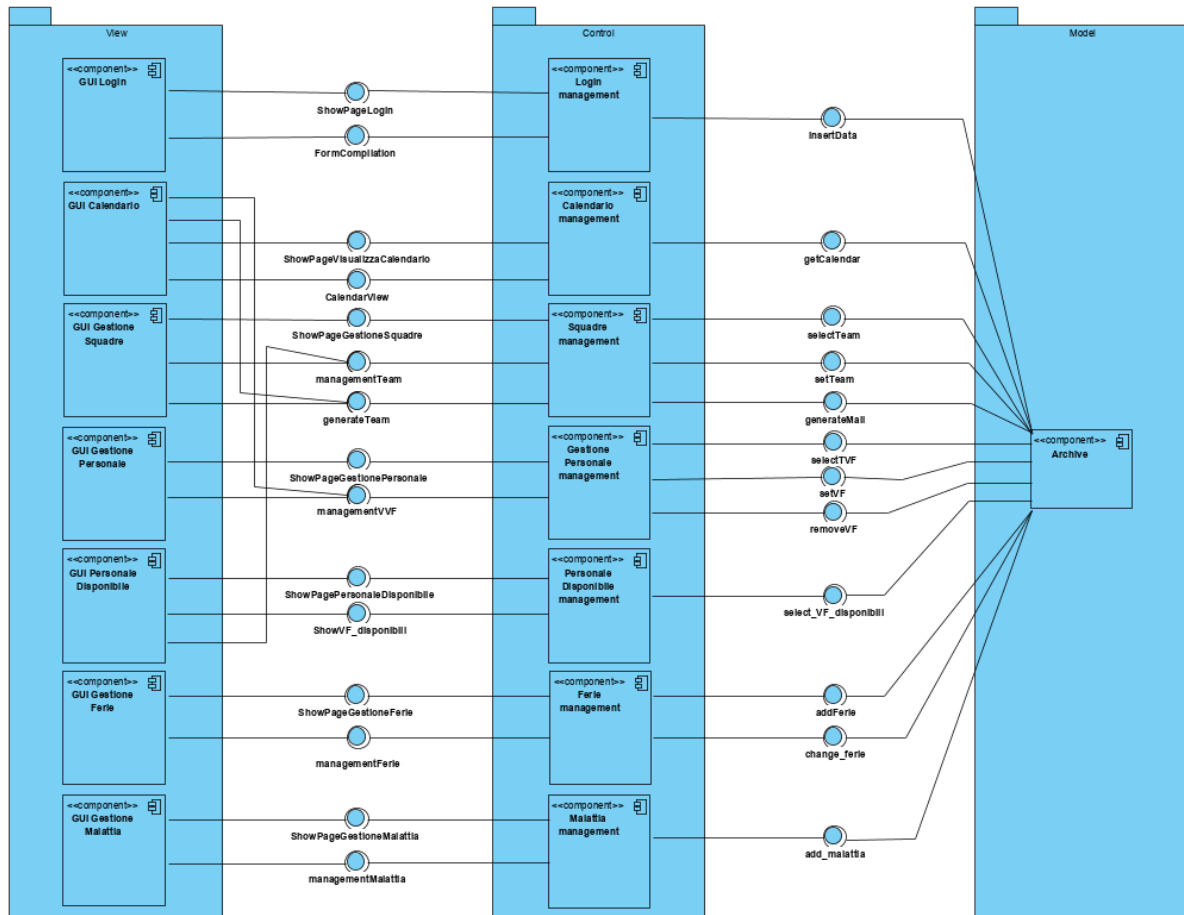 View
Control
Model
<<component>>
GUI Login
<<component>>
Login
management
ShowPageLogin
FormCompilation
InsertData
<<component>>
GUI Calendario
<<component>>
Calendario
management
ShowPageVisualizzaCalendario
CalendarView
getCalendar
<<component>>
GUI Gestione
Squadre
<<component>>
Squadre
management
ShowPageGestioneSquadre
managementTeam
generateTeam
selectTeam
setTeam
generateMail
<<component>>
GUI Gestione
Personale
<<component>>
Gestione
Personale
management
ShowPageGestionePersonale
managementVVF
selectTVF
setVF
removeVF
<<component>>
Archive
<<component>>
GUI Personale
Disponibile
<<component>>
Personale
Disponibile
management
ShowPagePersonaleDisponibile
ShowVF_disponibili
select_VF_disponibili
<<component>>
GUI Gestione
Ferie
<<component>>
Ferie
management
ShowPageGestioneFerie
managementFerie
addFerie
change_ferie
<<component>>
GUI Gestione
Malattia
<<component>>
Malattia
management
ShowPageGestioneMalattia
managementMalattia
add_malattia